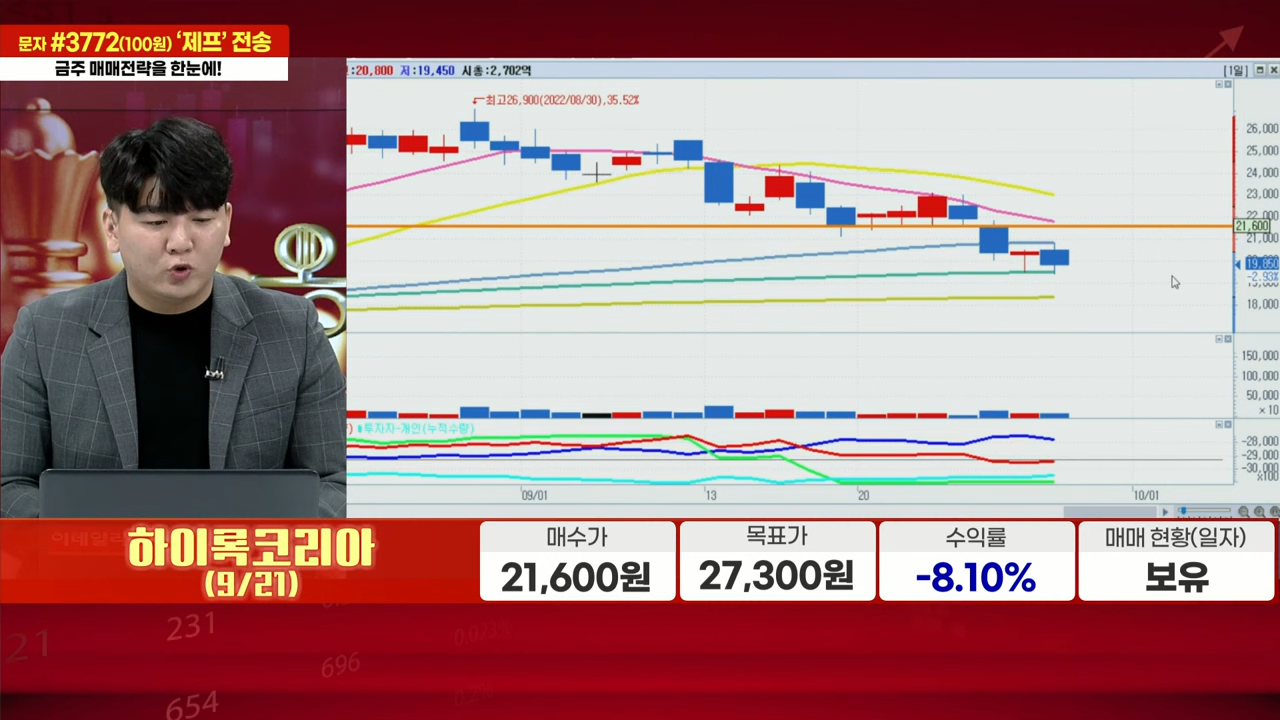 문자 #3772(100원) ‘제프’ 전송
금주 매매전략을 한눈에!
:20,800 저:19,450 시총:2,702억
[1일]
최고26,900(2022/08/30),35.52%
26,000
25,000
24,000
23,000
22,000
21,600
21,000
19,850
-2.93%
18,000
150,000
100,000
50,000
×10
투자자-개인(누적수량)
-28,000
-29,000
-30,000
×100
09/01
13
20
10/01
하이록코리아
(9/21)
매수가
21,600원
목표가
27,300원
수익률
-8.10%
매매 현황(일자)
보유
21
231
696
654
0.023%